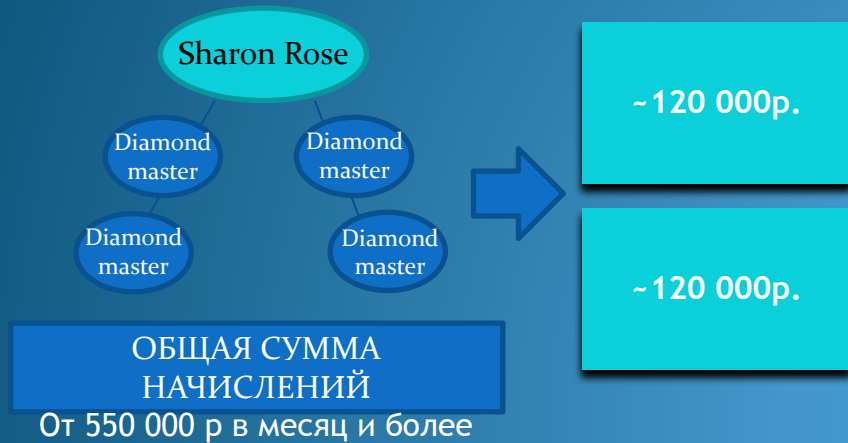 Sharon Rose
Diamond
master
Diamond
master
Diamond
master
Diamond
master
~120 000р.
~120 000р.
ОБЩАЯ СУММА
НАЧИСЛЕНИЙ
От 550 000 р в месяц и более